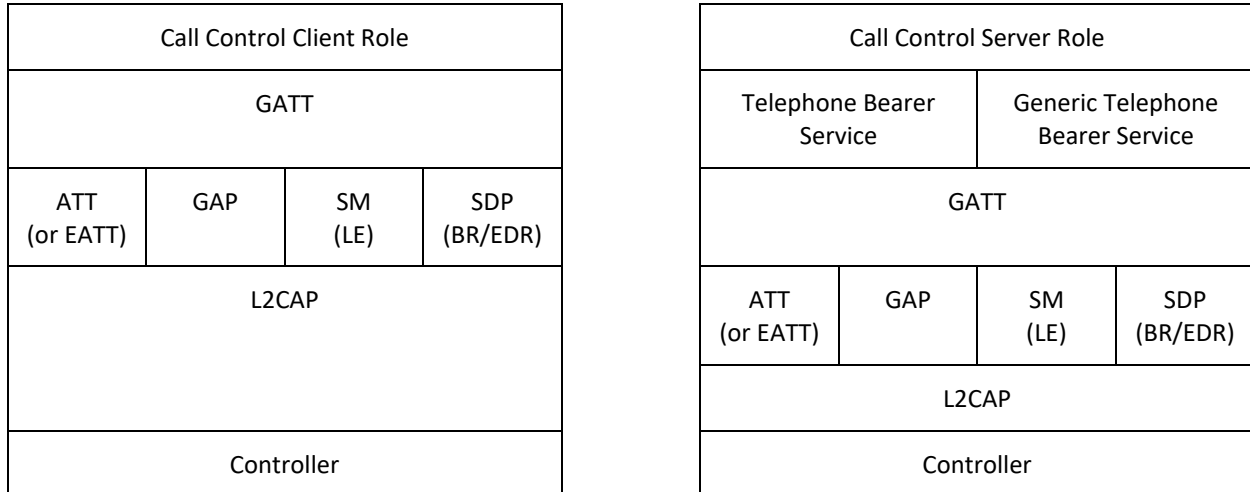 Call Control Client Role
GATT
ATT
(or EATT)
GAP
SM
(LE)
SDP
(BR/EDR)
L2CAP
Controller
Call Control Server Role
Telephone Bearer
Service
Generic Telephone
Bearer Service
GATT
ATT
(or EATT)
GAP
SM
(LE)
SDP
(BR/EDR)
L2CAP
Controller